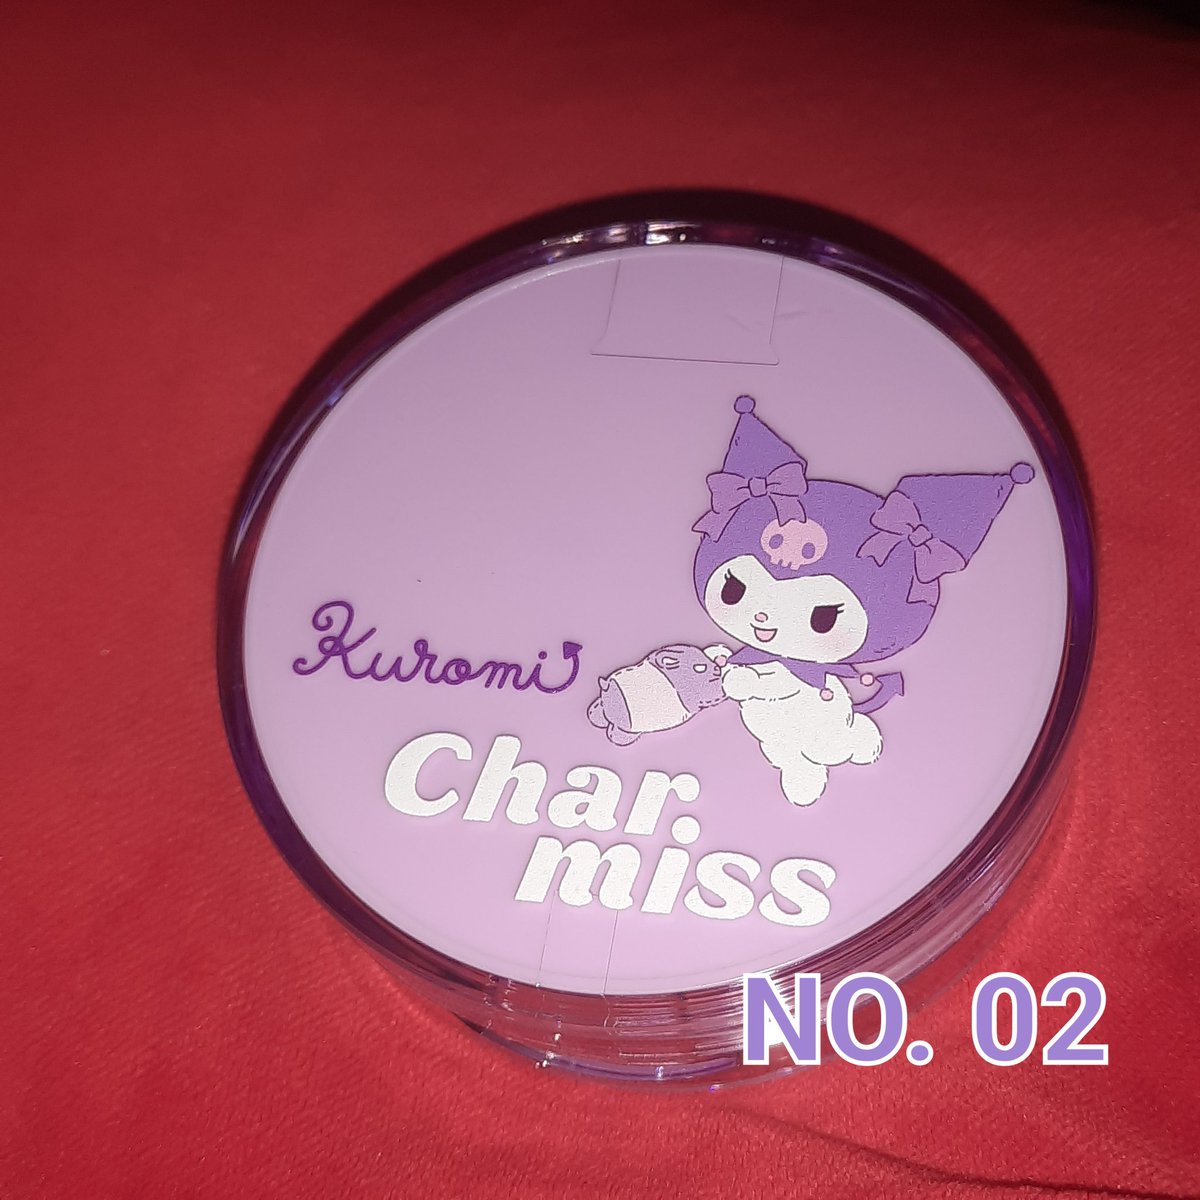 Kuromi
Char.
miss
NO. 02